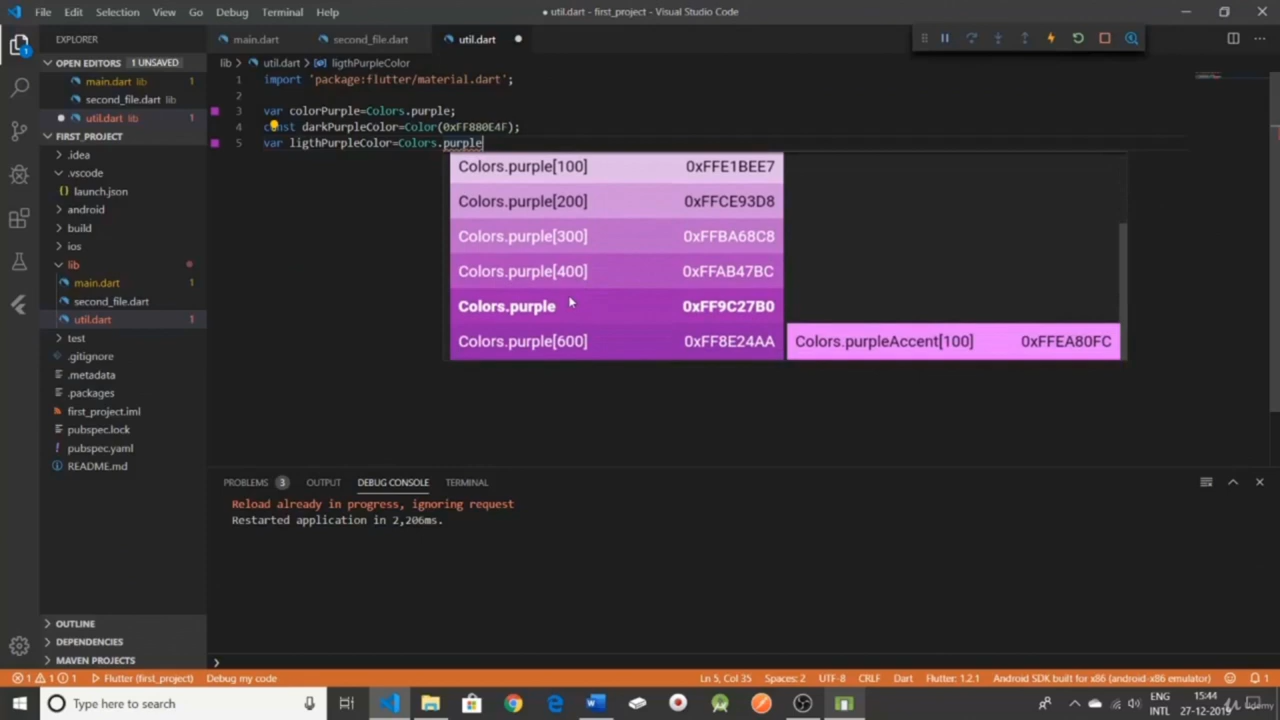 File Edit Selection View Go Debug Terminal Help
● util.dart - first_project - Visual Studio Code
EXPLORER
OPEN EDITORS 1 UNSAVED
main.dart lib 1
second_file.dart lib
util.dart lib 1
FIRST_PROJECT
.idea
.vscode
launch.json
android
build
ios
lib
main.dart 1
second_file.dart
util.dart 1
test
.gitignore
.metadata
.packages
first_project.iml
pubspec.lock
pubspec.yaml
README.md
OUTLINE
DEPENDENCIES
MAVEN PROJECTS
main.dart second_file.dart util.dart
lib > util.dart > ligthPurpleColor
1 import 'package:flutter/material.dart';
2
3 var colorPurple=Colors.purple;
4 const darkPurpleColor=Color(0xFF880E4F);
5 var ligthPurpleColor=Colors.purple
Colors.purple[100] 0xFFE1BEE7
Colors.purple[200] 0xFFCE93D8
Colors.purple[300] 0xFFBA68C8
Colors.purple[400] 0xFFAB47BC
Colors.purple 0xFF9C27B0
Colors.purple[600] 0xFF8E24AA
Colors.purpleAccent[100] 0xFFEA80FC
PROBLEMS 3 OUTPUT DEBUG CONSOLE TERMINAL
Reload already in progress, ignoring request
Restarted application in 2,206ms.
1 1 1 Flutter (first_project) Debug my code Ln 5, Col 35 Spaces: 2 UTF-8 CRLF Dart Flutter: 1.2.1 Android SDK built for x86 (android-x86 emulator) 1
Type here to search
ENG
INTL
15:44
27-12-2019
Udemy